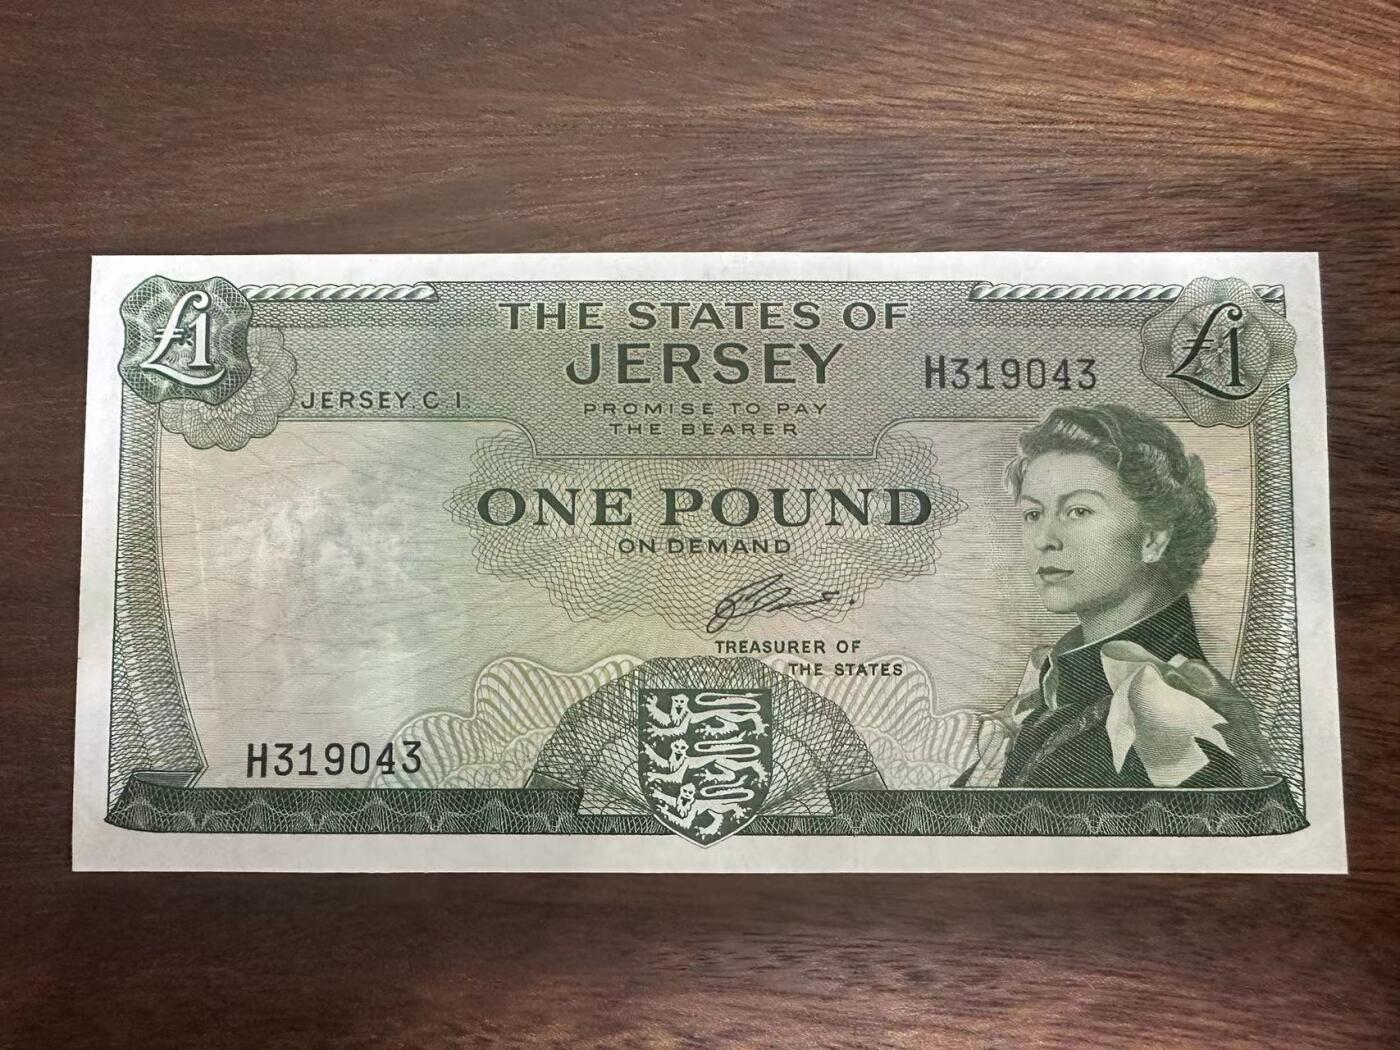 £1
£1
THE STATES OF
JERSEY
H319043
JERSEY. C. I.
PROMISE TO PAY
THE BEARER
ONE POUND
ON DEMAND
TREASURER OF
THE STATES
H319043